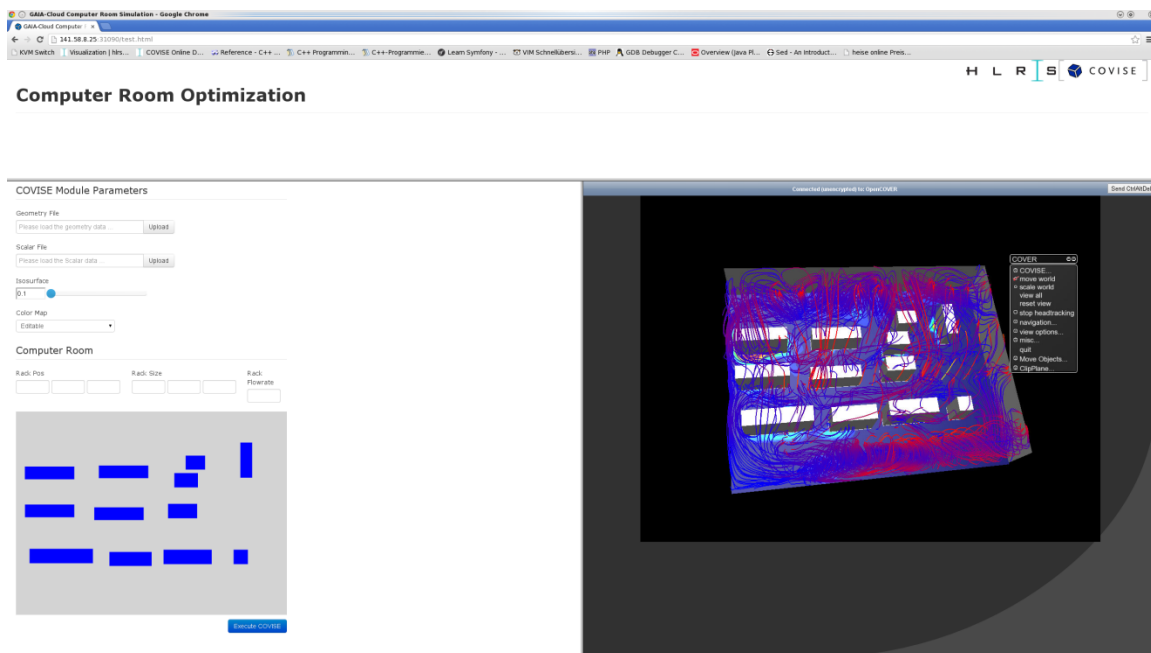 GAIA-Cloud Computer Room Simulation - Google Chrome
GAIA-Cloud Computer
141.58.8.25:31090/test.html
KVM Switch Visualization | hlrs... COVISE Online D... Reference - C++ ... C++ Programmin... C++-Programmie... Learn Symfony - ... VIM Schnellübersi... PHP GDB Debugger C... Overview (Java Pl... Sed - An Introduct... heise online Preis...
H L R S COVISE
Computer Room Optimization
COVISE Module Parameters
Connected (unencrypted) to: OpenCOVER
Send CtrlAltDel
Geometry File
Please load the geometry data ...
Upload
Scalar File
Please load the Scalar data ...
Upload
Isosurface
0.1
Color Map
Editable
Computer Room
Rack Pos Rack Size Rack
Flowrate
Execute COVISE
COVER
COVISE...
move world
scale world
view all
reset view
stop headtracking
navigation...
view options...
misc...
quit
Move Objects...
ClipPlane...